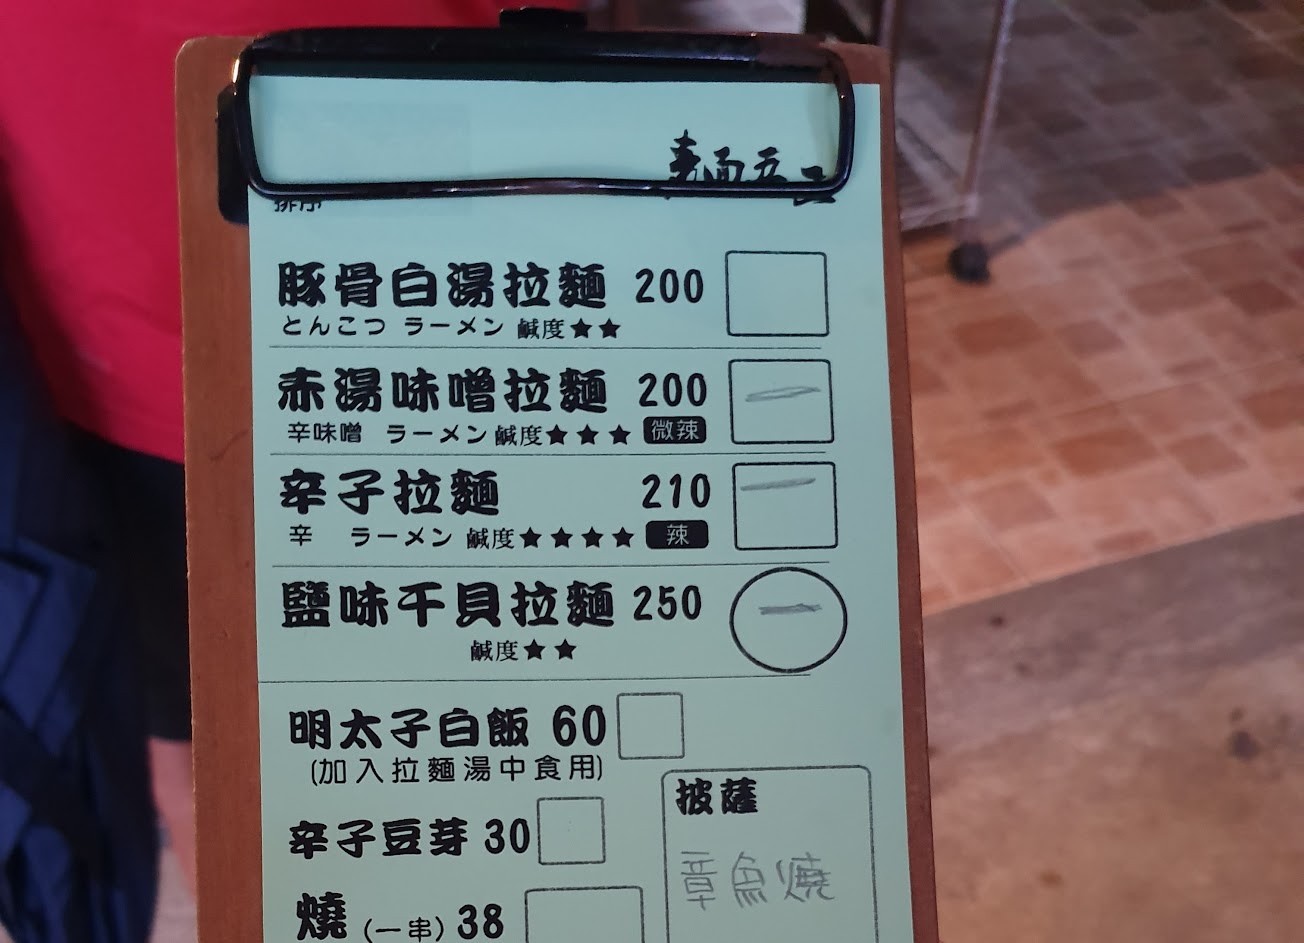 排序
豚骨白湯拉麵 200
とんこつ ラーメン 鹹度★★
赤湯味噌拉麵 200
辛味噌 ラーメン 鹹度★★★ 微辣
辛子拉麵 210
辛 ラーメン 鹹度★★★★ 辣
鹽味干貝拉麵 250
鹹度★★
明太子白飯 60
(加入拉麵湯中食用)
披薩
辛子豆芽 30
章魚燒
燒 (一串) 38